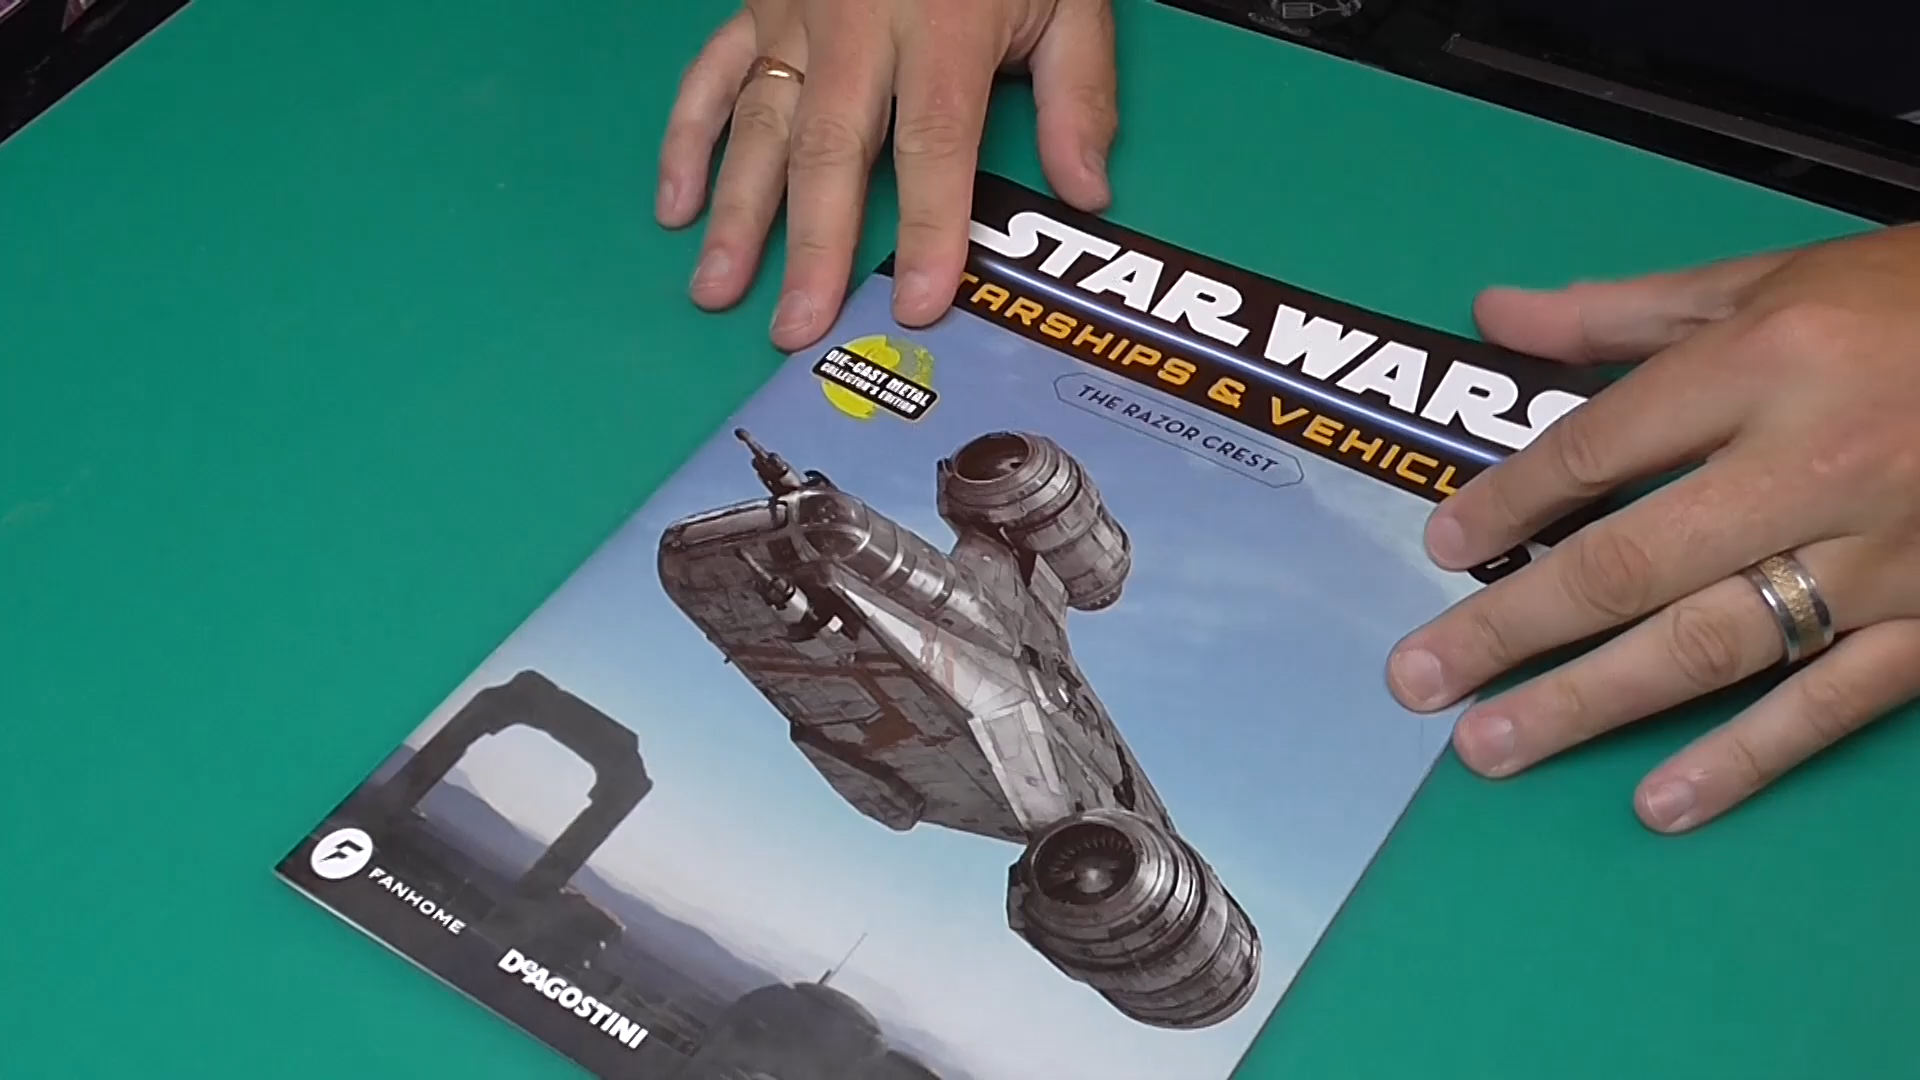 STAR WARS
TARSHIPS & VEHICL
THE RAZOR CREST
DIE-CAST METAL
COLLECTOR'S EDITION
F
FANHOME
DeAGOSTINI